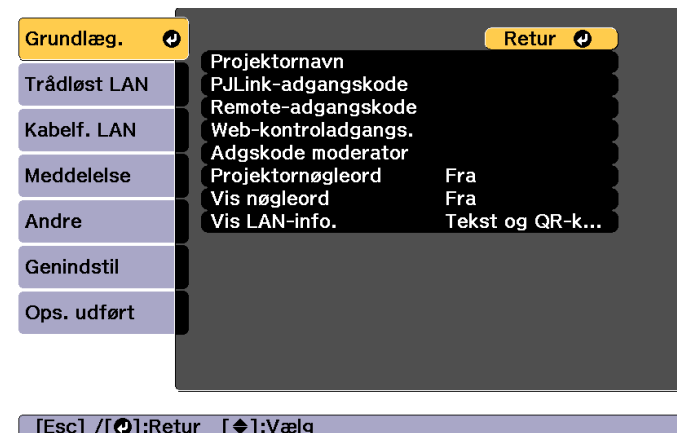 Grundlæg.
Trådløst LAN
Kabelf. LAN
Meddelelse
Andre
Genindstil
Ops. udført
Retur
Projektornavn
PJLink-adgangskode
Remote-adgangskode
Web-kontroladgangs.
Adgskode moderator
Projektornøgleord Fra
Vis nøgleord Fra
Vis LAN-info. Tekst og QR-k...
[Esc] /[⏎]:Retur [◆]:Vælg